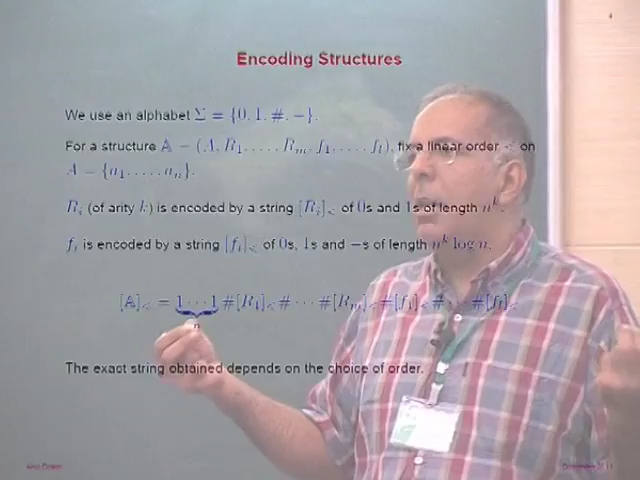 4
Encoding Structures
We use an alphabet Σ = {0, 1, #, −}.
For a structure 𝔸 = (A, R₁, . . . , Rₘ, f₁, . . . , fₗ), fix a linear order < on
A = {a₁, . . . , aₙ}.
Rᵢ (of arity k) is encoded by a string [Rᵢ]< of 0s and 1s of length nᵏ.
fᵢ is encoded by a string [fᵢ]< of 0s, 1s and −s of length nᵏ log n.
[𝔸]< = 1 · · · 1 #[R₁]<# · · · #[Rₘ]<#[f₁]<# · · · #[fₗ]<
n
The exact string obtained depends on the choice of order.